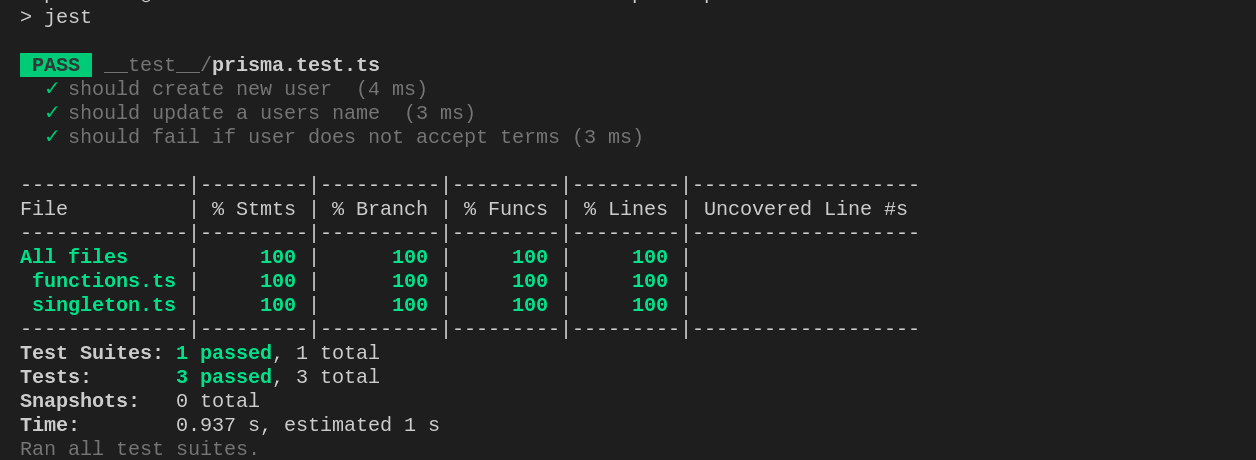 > jest
PASS __test__/prisma.test.ts
✓ should create new user (4 ms)
✓ should update a users name (3 ms)
✓ should fail if user does not accept terms (3 ms)
--------------|---------|----------|---------|---------|-------------------
File          | % Stmts | % Branch | % Funcs | % Lines | Uncovered Line #s
--------------|---------|----------|---------|---------|-------------------
All files     |     100 |      100 |     100 |     100 |
 functions.ts |     100 |      100 |     100 |     100 |
 singleton.ts |     100 |      100 |     100 |     100 |
--------------|---------|----------|---------|---------|-------------------
Test Suites: 1 passed, 1 total
Tests:       3 passed, 3 total
Snapshots:   0 total
Time:        0.937 s, estimated 1 s
Ran all test suites.